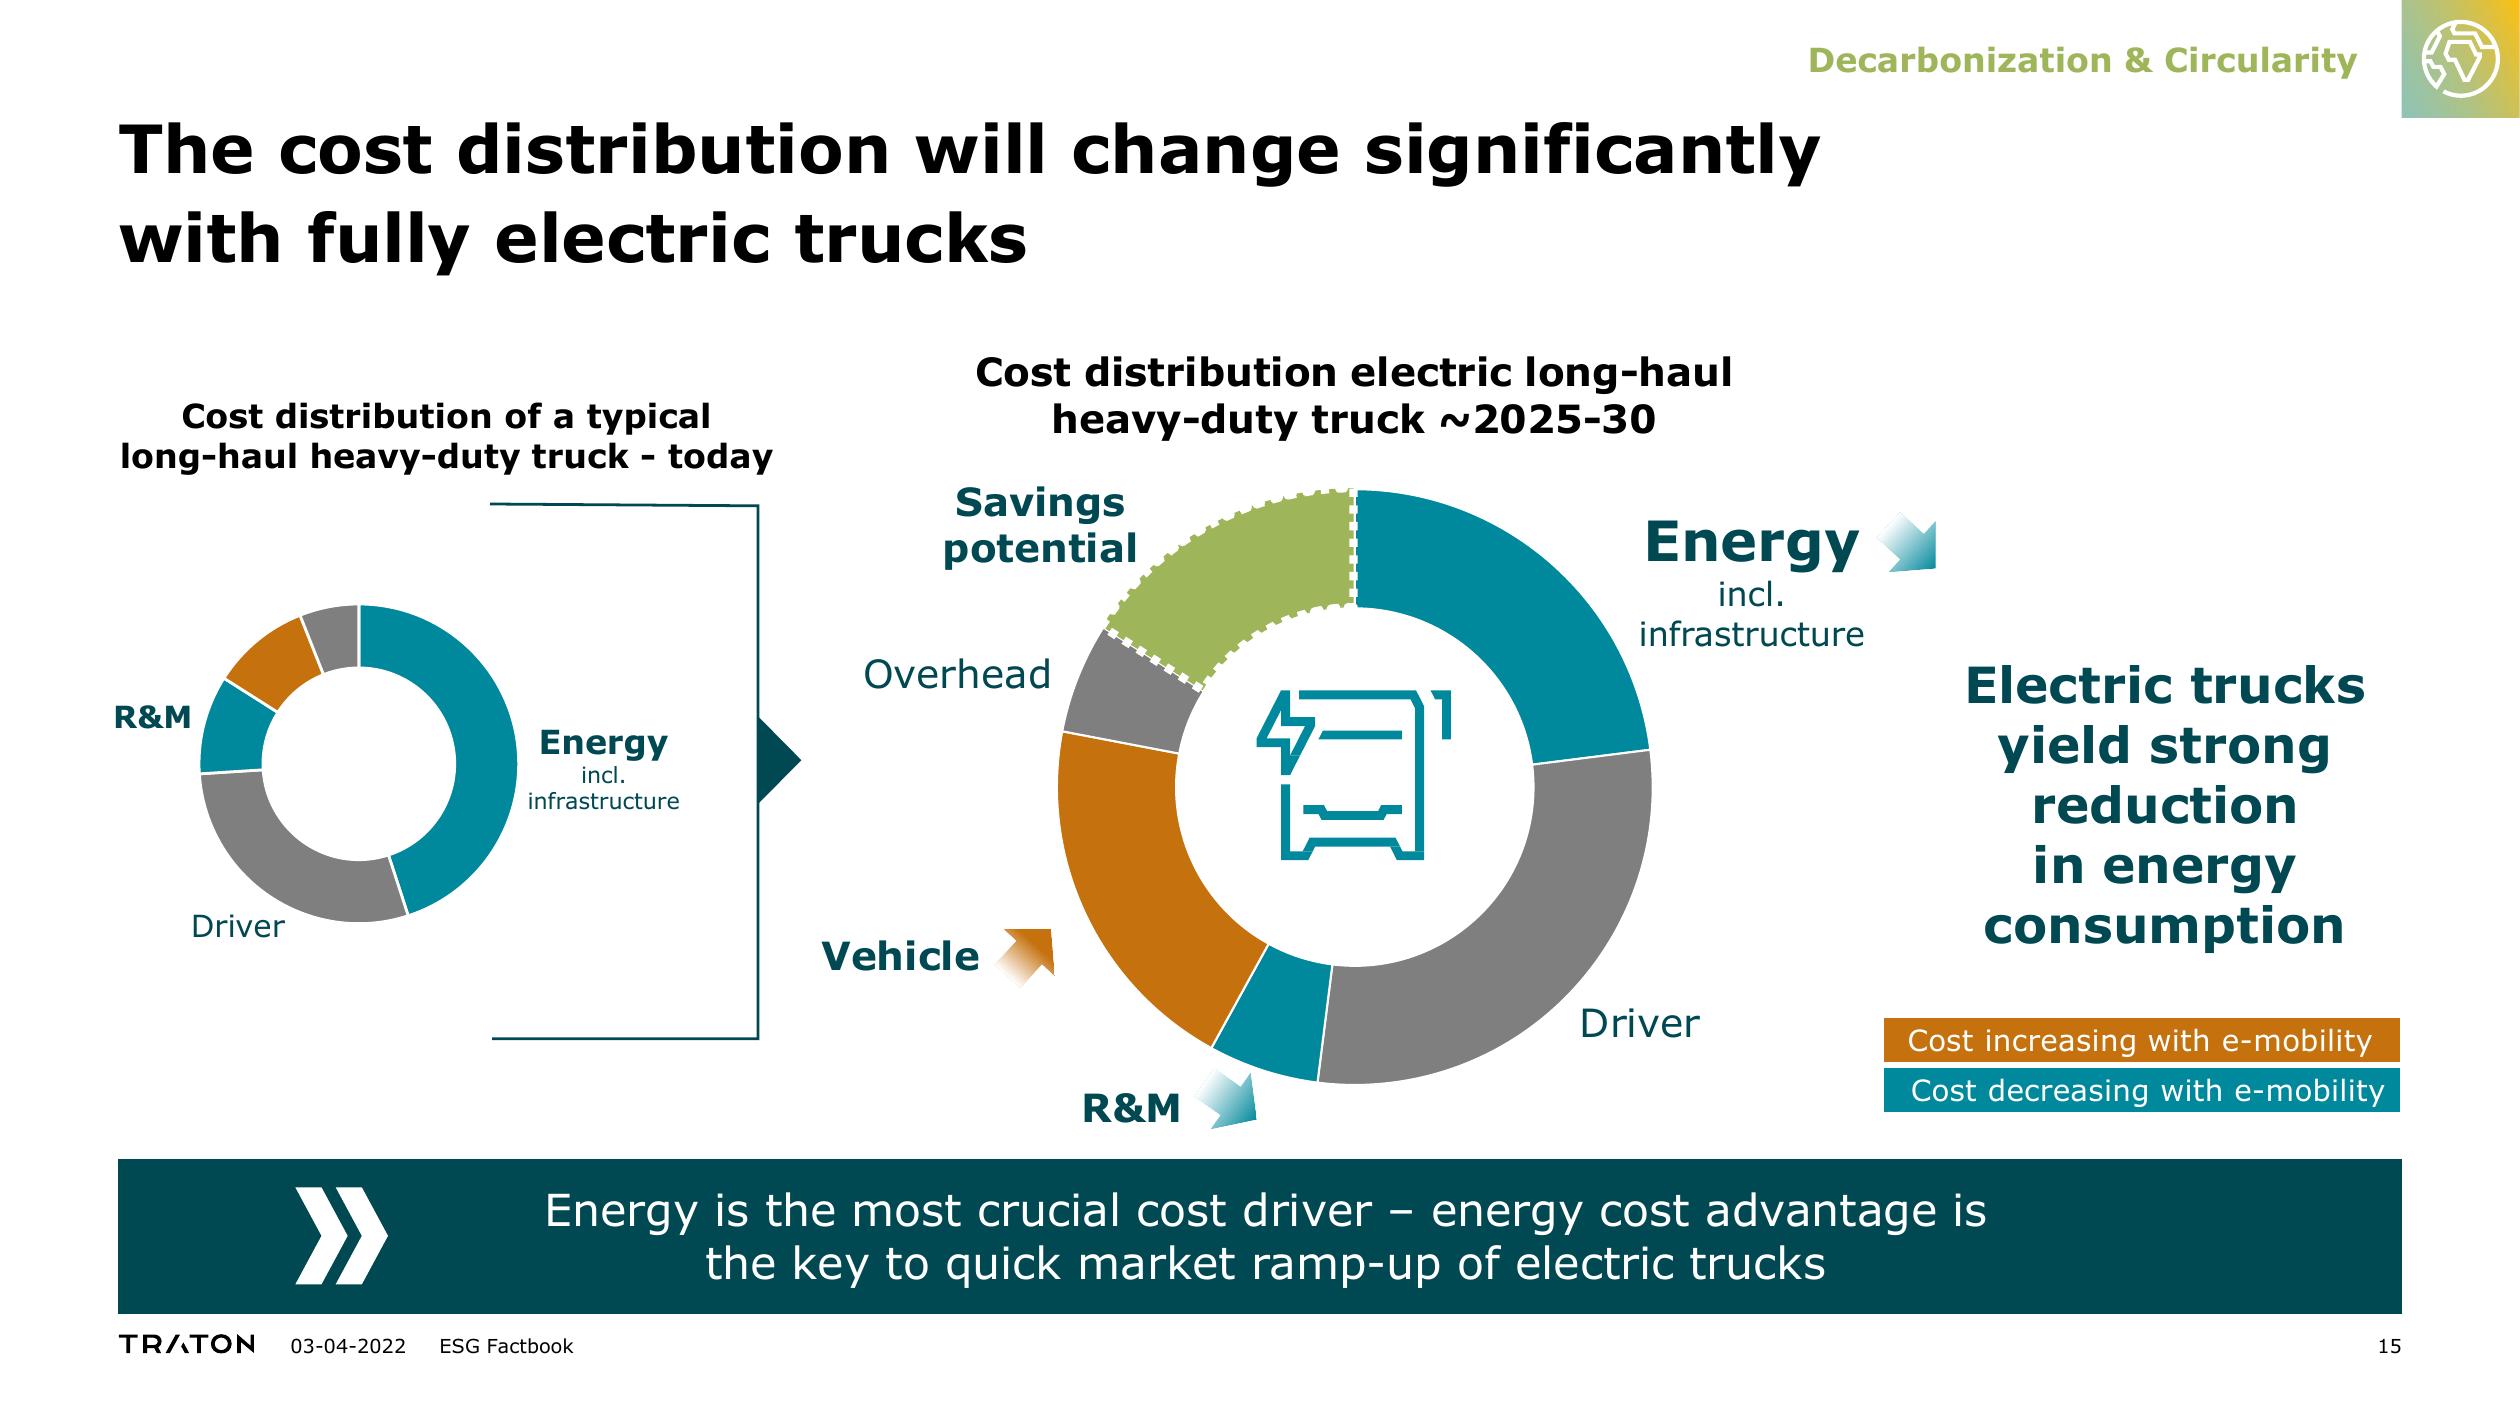 Decarbonization & Circularity
The cost distribution will change significantly
with fully electric trucks
Cost distribution of a typical
long-haul heavy-duty truck - today
R&M
Energy
incl.
infrastructure
Driver
Cost distribution electric long-haul
heavy-duty truck ~2025-30
Savings
potential
Energy
incl.
infrastructure
Overhead
Vehicle
Driver
R&M
Electric trucks
yield strong
reduction
in energy
consumption
Cost increasing with e-mobility
Cost decreasing with e-mobility
Energy is the most crucial cost driver – energy cost advantage is
the key to quick market ramp-up of electric trucks
TRATON 03-04-2022 ESG Factbook 15